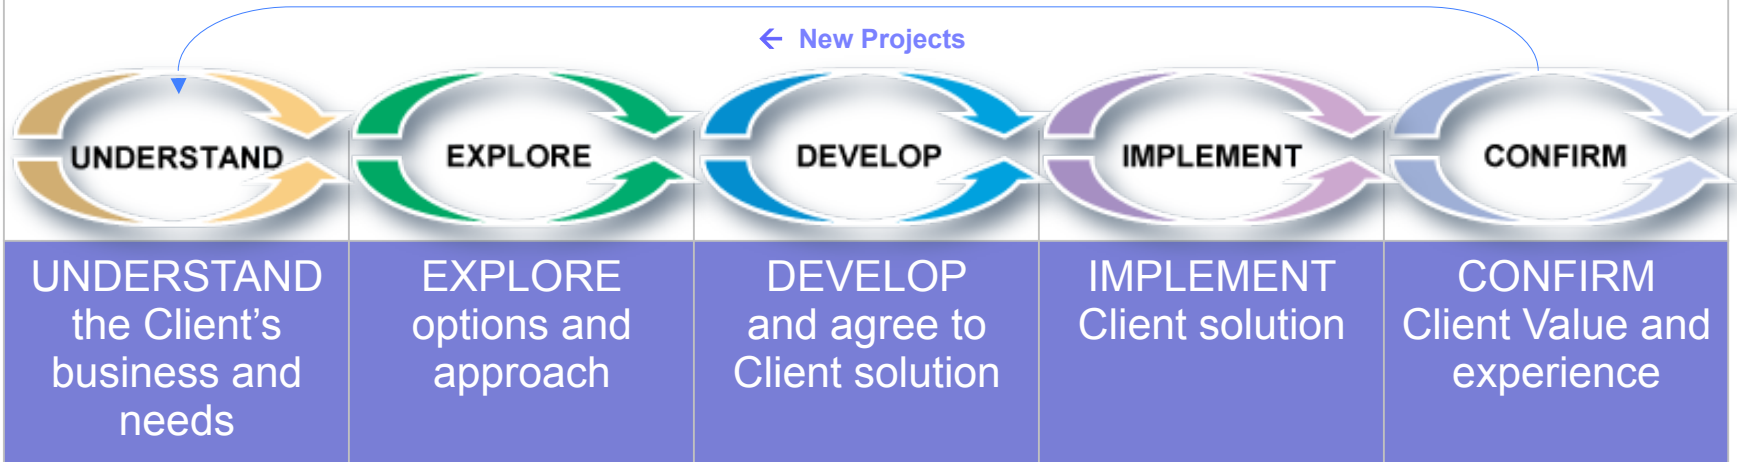 ← New Projects
UNDERSTAND
EXPLORE
DEVELOP
IMPLEMENT
CONFIRM
UNDERSTAND
the Client’s
business and
needs
EXPLORE
options and
approach
DEVELOP
and agree to
Client solution
IMPLEMENT
Client solution
CONFIRM
Client Value and
experience